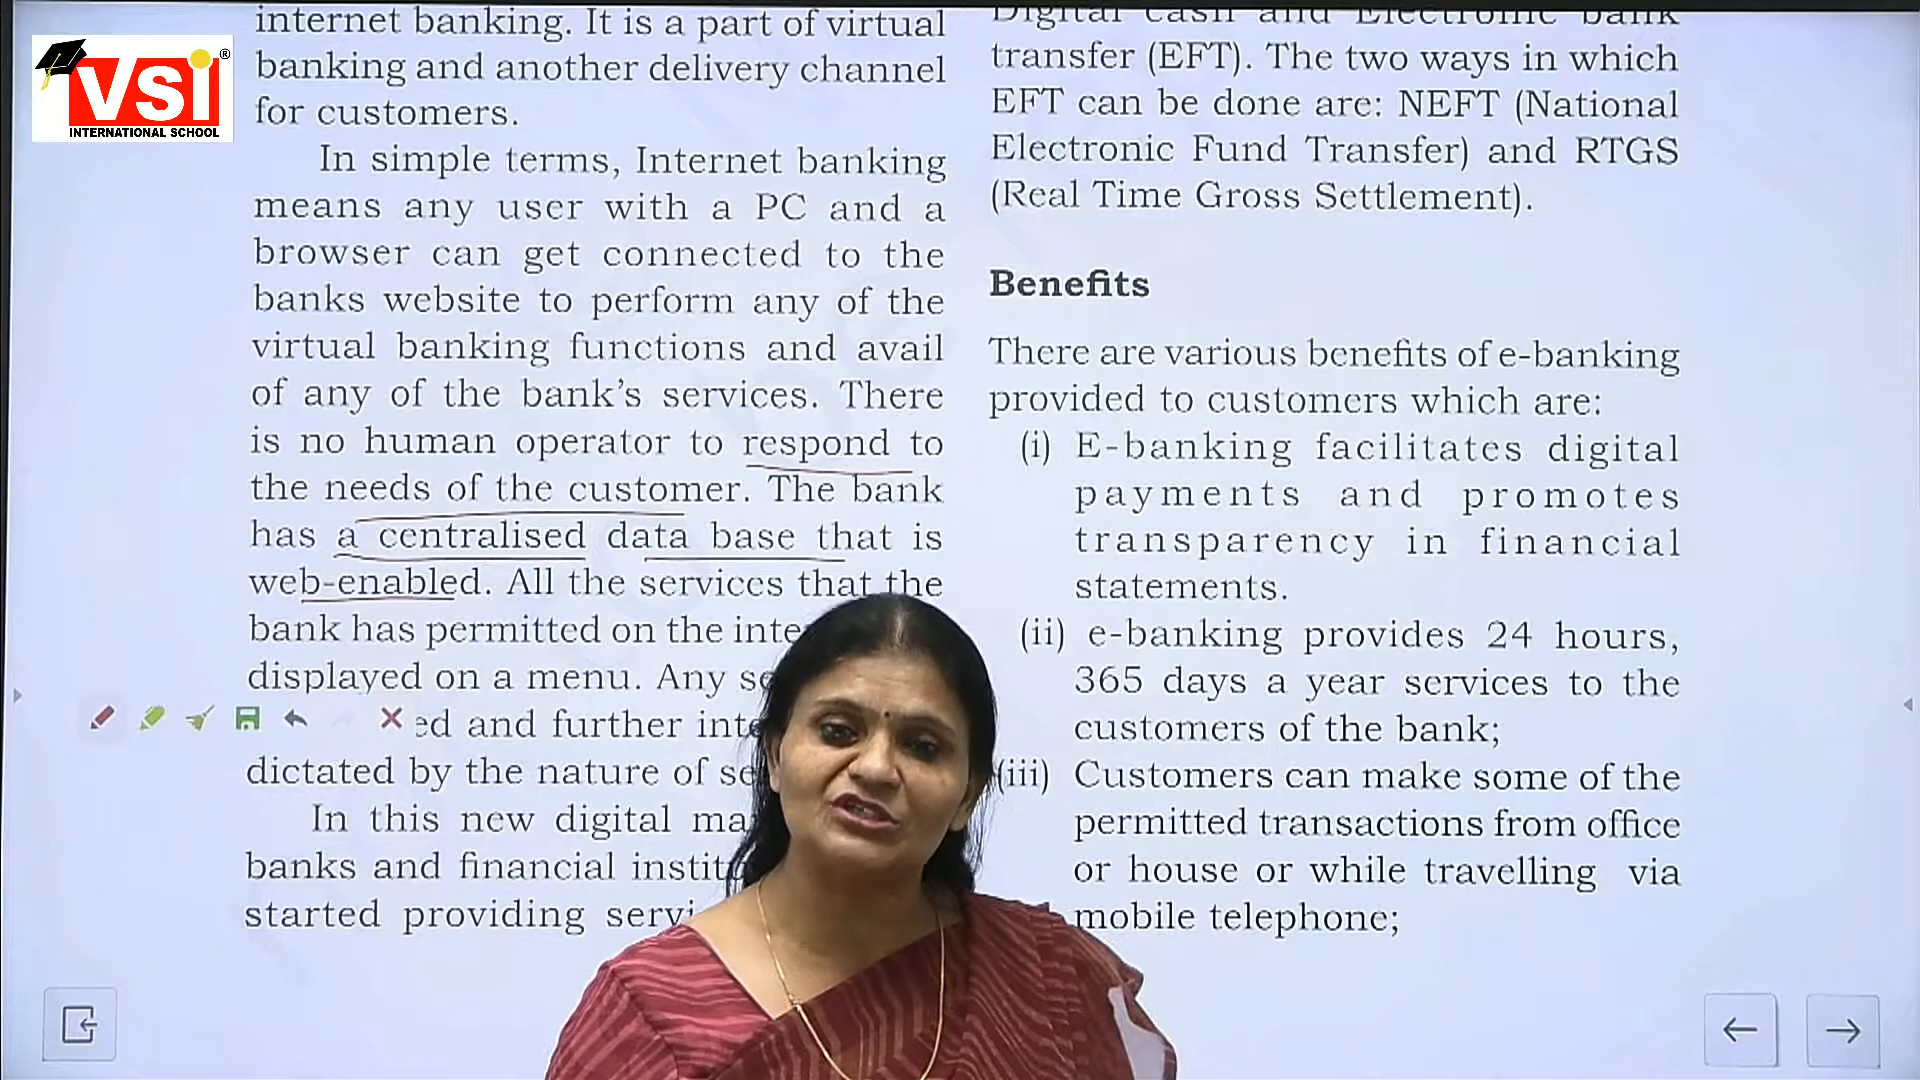 VSI
®
INTERNATIONAL SCHOOL
internet banking. It is a part of virtual
banking and another delivery channel
for customers.
In simple terms, Internet banking
means any user with a PC and a
browser can get connected to the
banks website to perform any of the
virtual banking functions and avail
of any of the bank’s services. There
is no human operator to respond to
the needs of the customer. The bank
has a centralised data base that is
web-enabled. All the services that the
bank has permitted on the
displayed on a menu. Any
and further
dictated by the nature of
In this new digital
banks and financial
started providing
Digital Cash and Electronic bank
transfer (EFT). The two ways in which
EFT can be done are: NEFT (National
Electronic Fund Transfer) and RTGS
(Real Time Gross Settlement).
Benefits
There are various benefits of e-banking
provided to customers which are:
(i) E-banking facilitates digital
payments and promotes
transparency in financial
statements.
(ii) e-banking provides 24 hours,
365 days a year services to the
customers of the bank;
(iii) Customers can make some of the
permitted transactions from office
or house or while travelling via
mobile telephone;